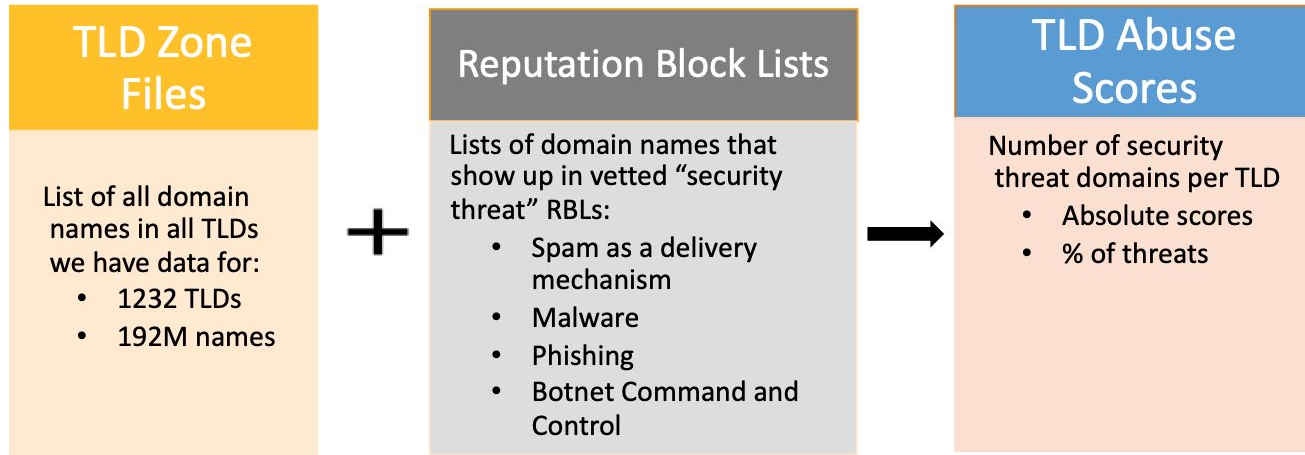 TLD Zone
Files
List of all domain
names in all TLDs
we have data for:
• 1232 TLDs
• 192M names
+
Reputation Block Lists
Lists of domain names that
show up in vetted “security
threat” RBLs:
• Spam as a delivery
mechanism
• Malware
• Phishing
• Botnet Command and
Control
TLD Abuse
Scores
Number of security
threat domains per TLD
• Absolute scores
• % of threats